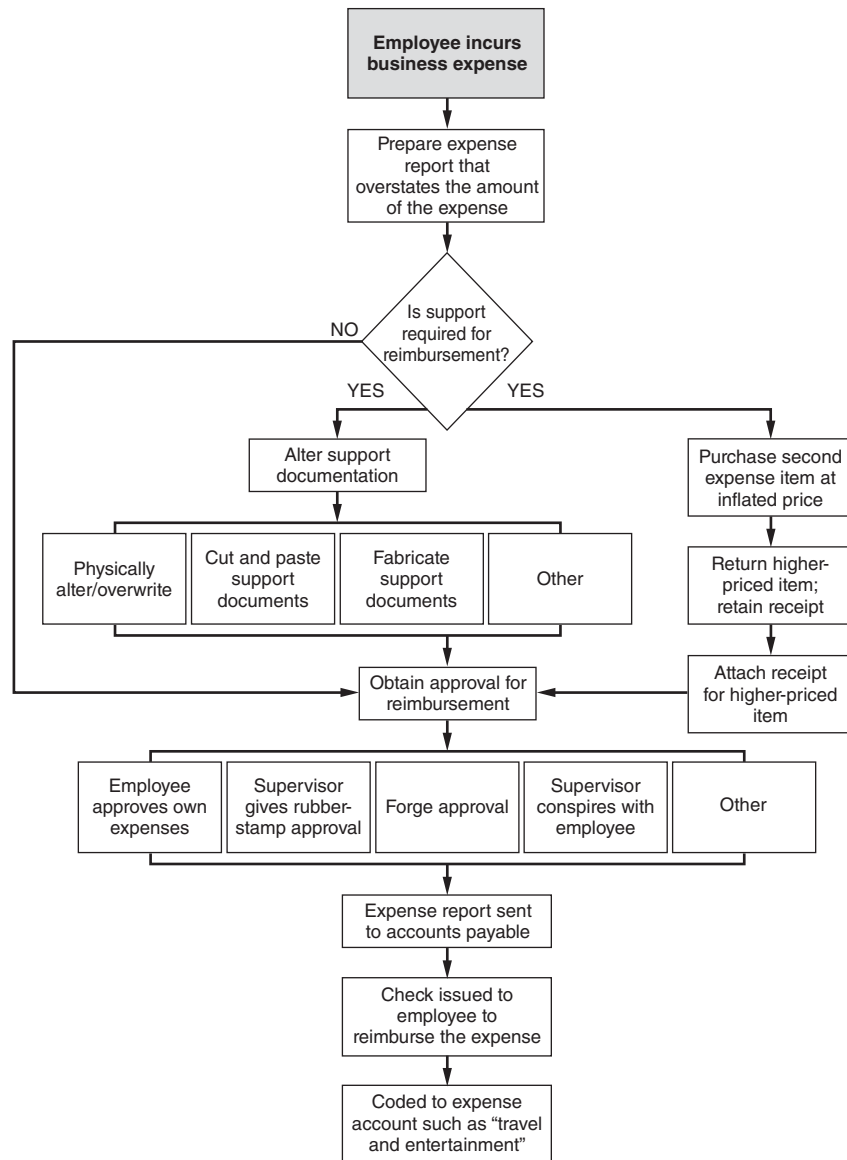 Employee incurs
business expense
Prepare expense
report that
overstates the amount
of the expense
Is support
required for
reimbursement?
NO
YES
YES
Alter support
documentation
Purchase second
expense item at
inflated price
Physically
alter/overwrite
Cut and paste
support
documents
Fabricate
support
documents
Other
Return higher-
priced item;
retain receipt
Obtain approval for
reimbursement
Attach receipt
for higher-priced
item
Employee
approves own
expenses
Supervisor
gives rubber-
stamp approval
Forge approval
Supervisor
conspires with
employee
Other
Expense report sent
to accounts payable
Check issued to
employee to
reimburse the expense
Coded to expense
account such as “travel
and entertainment”